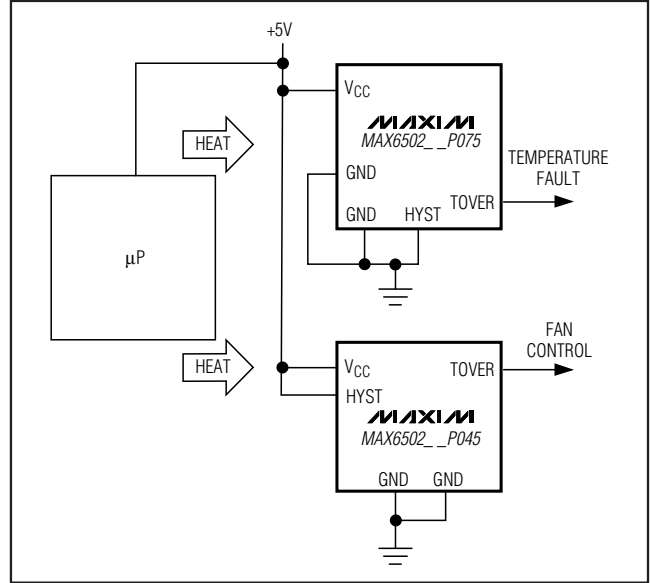 +5V
VCC
MAXIM
MAX6502_ _P075
HEAT
GND
TEMPERATURE
FAULT
TOVER
GND HYST
µP
FAN
CONTROL
HEAT
VCC
TOVER
HYST
MAXIM
MAX6502_ _P045
GND GND